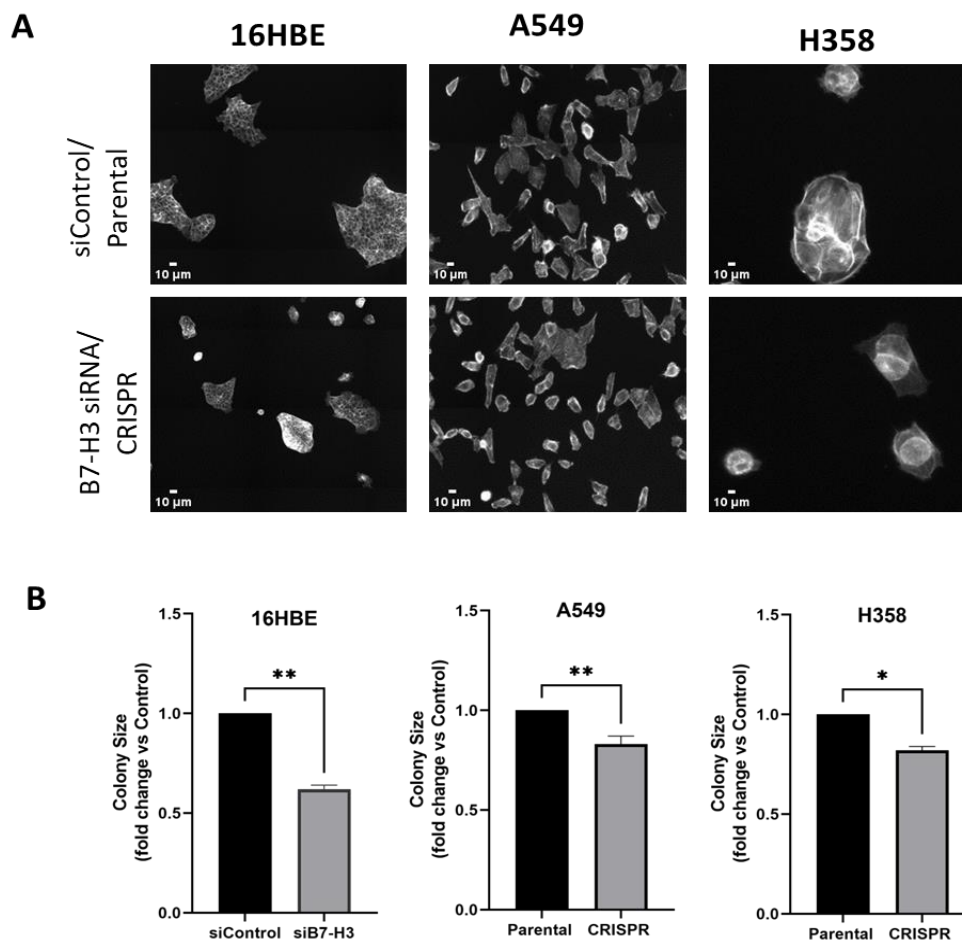 A
16HBE
A549
H358
siControl/
Parental
10 µm
10 µm
10 µm
B7-H3 siRNA/
CRISPR
10 µm
10 µm
10 µm
B
16HBE
Colony Size
(fold change vs Control)
1.5
1.0
0.5
0.0
**
siControl
siB7-H3
A549
Colony Size
(fold change vs Control)
1.5
1.0
0.5
0.0
**
Parental
CRISPR
H358
Colony Size
(fold change vs Control)
1.5
1.0
0.5
0.0
*
Parental
CRISPR